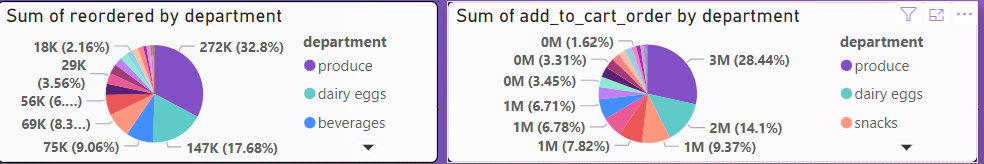 Sum of reordered by department
18K (2.16%)
29K
(3.56%)
56K (6....)
69K (8.3...)
75K (9.06%)
272K (32.8%)
147K (17.68%)
department
produce
dairy eggs
beverages
Sum of add_to_cart_order by department
0M (1.62%)
0M (3.31%)
0M (3.45%)
1M (6.71%)
1M (6.78%)
1M (7.82%)
3M (28.44%)
2M (14.1%)
1M (9.37%)
department
produce
dairy eggs
snacks